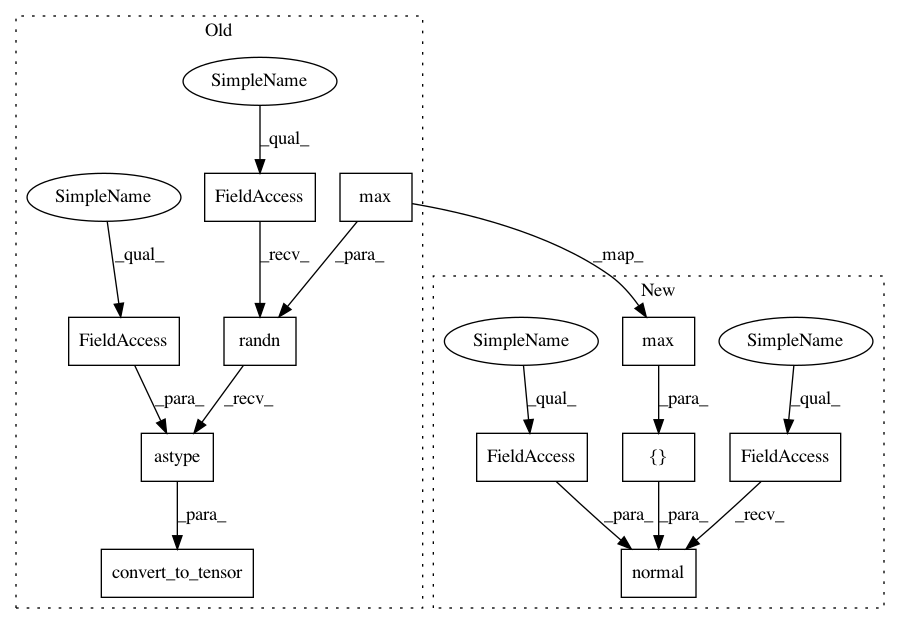 Old
SimpleName
_qual_
SimpleName
FieldAccess
max
_qual_
_recv_
_para_
_map_
New
FieldAccess
randn
SimpleName
max
SimpleName
_para_
_recv_
_qual_
_para_
_qual_
astype
FieldAccess
{}
FieldAccess
_para_
_para_
_para_
_recv_
convert_to_tensor
normal